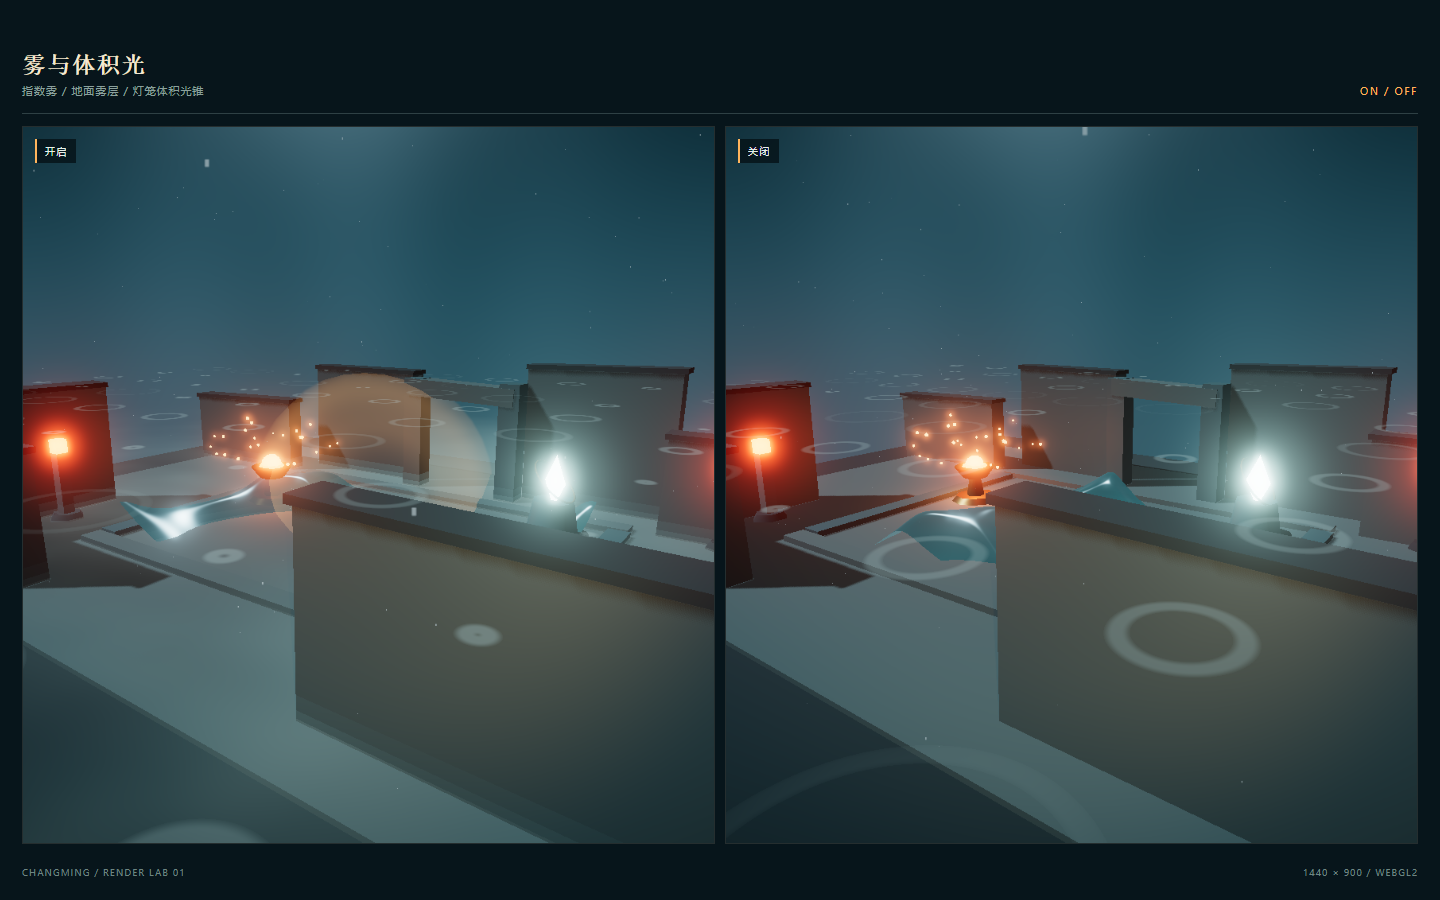 雾与体积光
指数雾 / 地面雾层 / 灯笼体积光锥
ON / OFF
开启
关闭
CHANGMING / RENDER LAB 01
1440 × 900 / WEBGL2